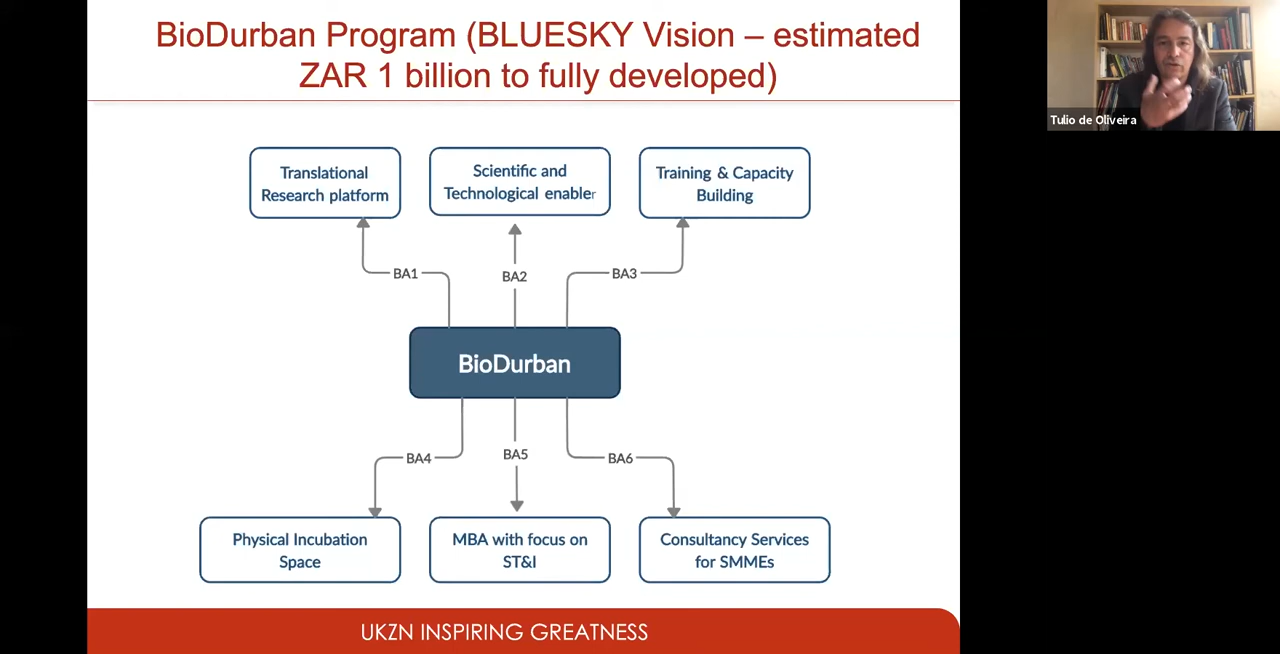 BioDurban Program (BLUESKY Vision – estimated
ZAR 1 billion to fully developed)
Tulio de Oliveira
Translational
Research platform
Scientific and
Technological enabler
Training & Capacity
Building
BA1
BA2
BA3
BioDurban
BA4
BA5
BA6
Physical Incubation
Space
MBA with focus on
ST&I
Consultancy Services
for SMMEs
UKZN INSPIRING GREATNESS